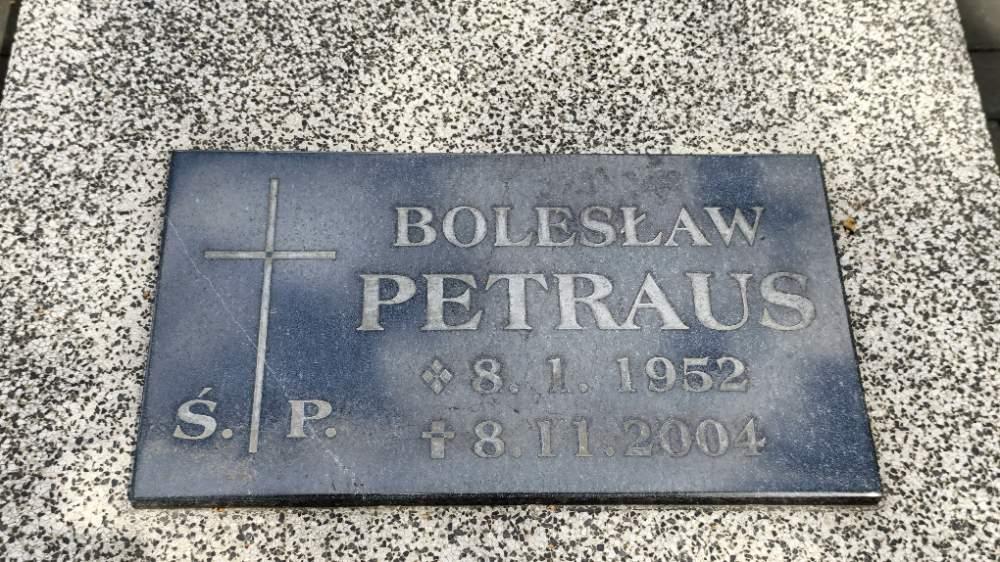 BOLESŁAW
PETRAUS
8. 1. 1952
8.11.2004
Ś. P.